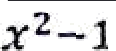 x² − 1